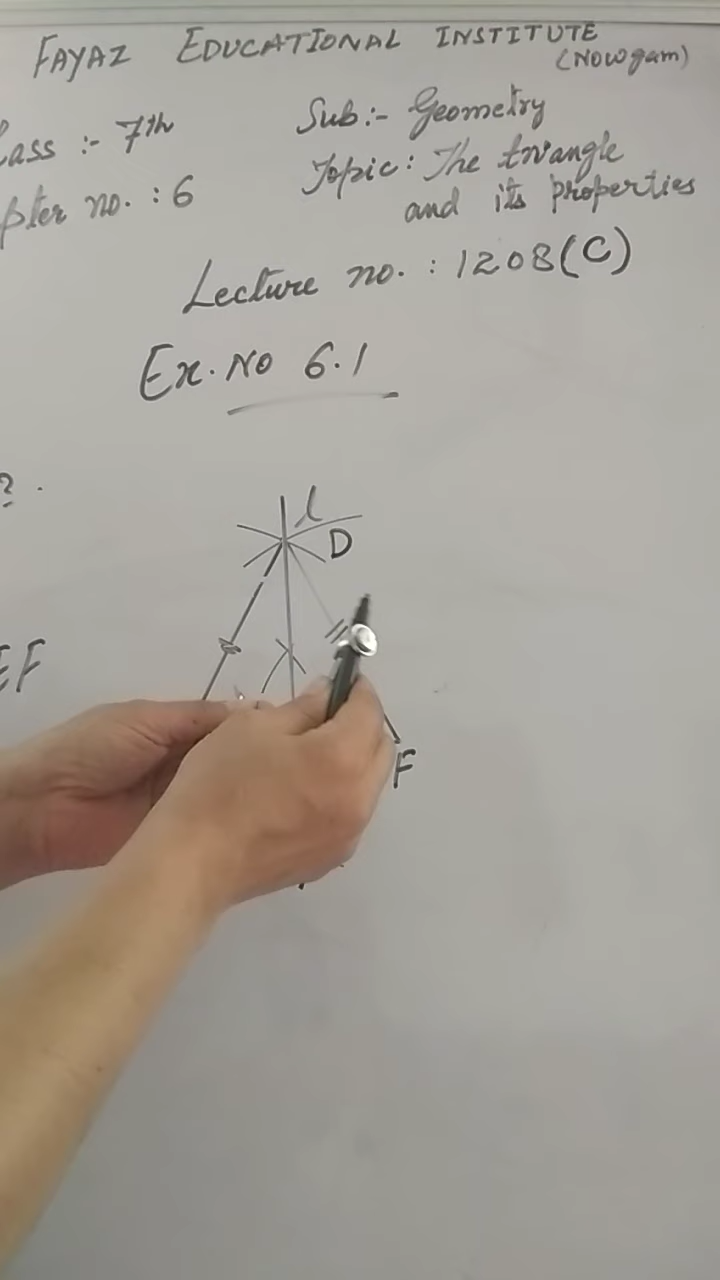 FAYAZ EDUCATIONAL INSTITUTE
(Nowgam)
ass :- 7th
Sub:- Geometry
pter no. : 6
Topic: The triangle
and its properties
Lecture no. : 1208(C)
Ex. No 6.1
? .
l
D
EF
F